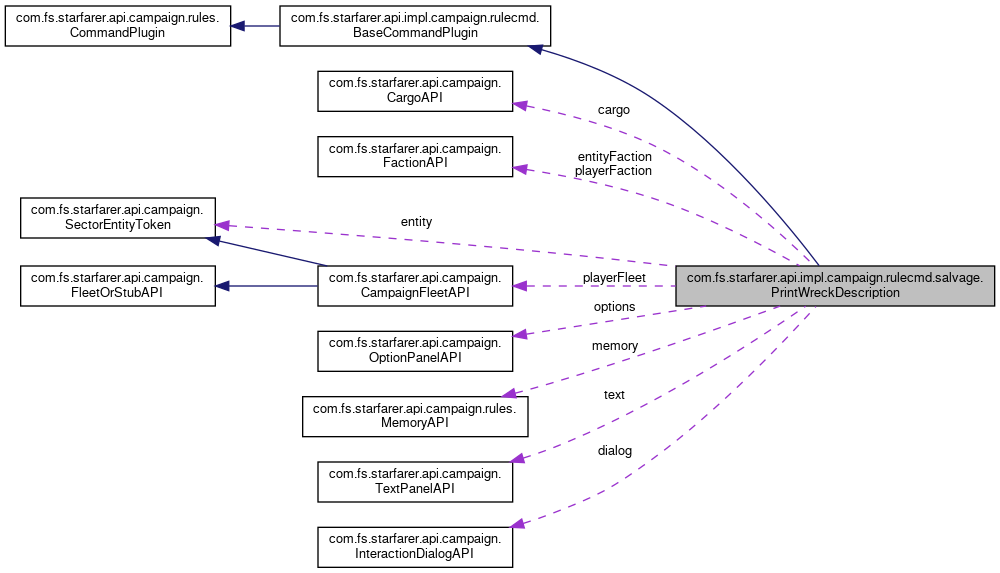 com.fs.starfarer.api.campaign.rules.
CommandPlugin
com.fs.starfarer.api.impl.campaign.rulecmd.
BaseCommandPlugin
com.fs.starfarer.api.campaign.
CargoAPI
cargo
com.fs.starfarer.api.campaign.
FactionAPI
entityFaction
playerFaction
com.fs.starfarer.api.campaign.
SectorEntityToken
entity
com.fs.starfarer.api.campaign.
FleetOrStubAPI
com.fs.starfarer.api.campaign.
CampaignFleetAPI
playerFleet
com.fs.starfarer.api.impl.campaign.rulecmd.salvage.
PrintWreckDescription
options
com.fs.starfarer.api.campaign.
OptionPanelAPI
memory
com.fs.starfarer.api.campaign.rules.
MemoryAPI
text
com.fs.starfarer.api.campaign.
TextPanelAPI
dialog
com.fs.starfarer.api.campaign.
InteractionDialogAPI